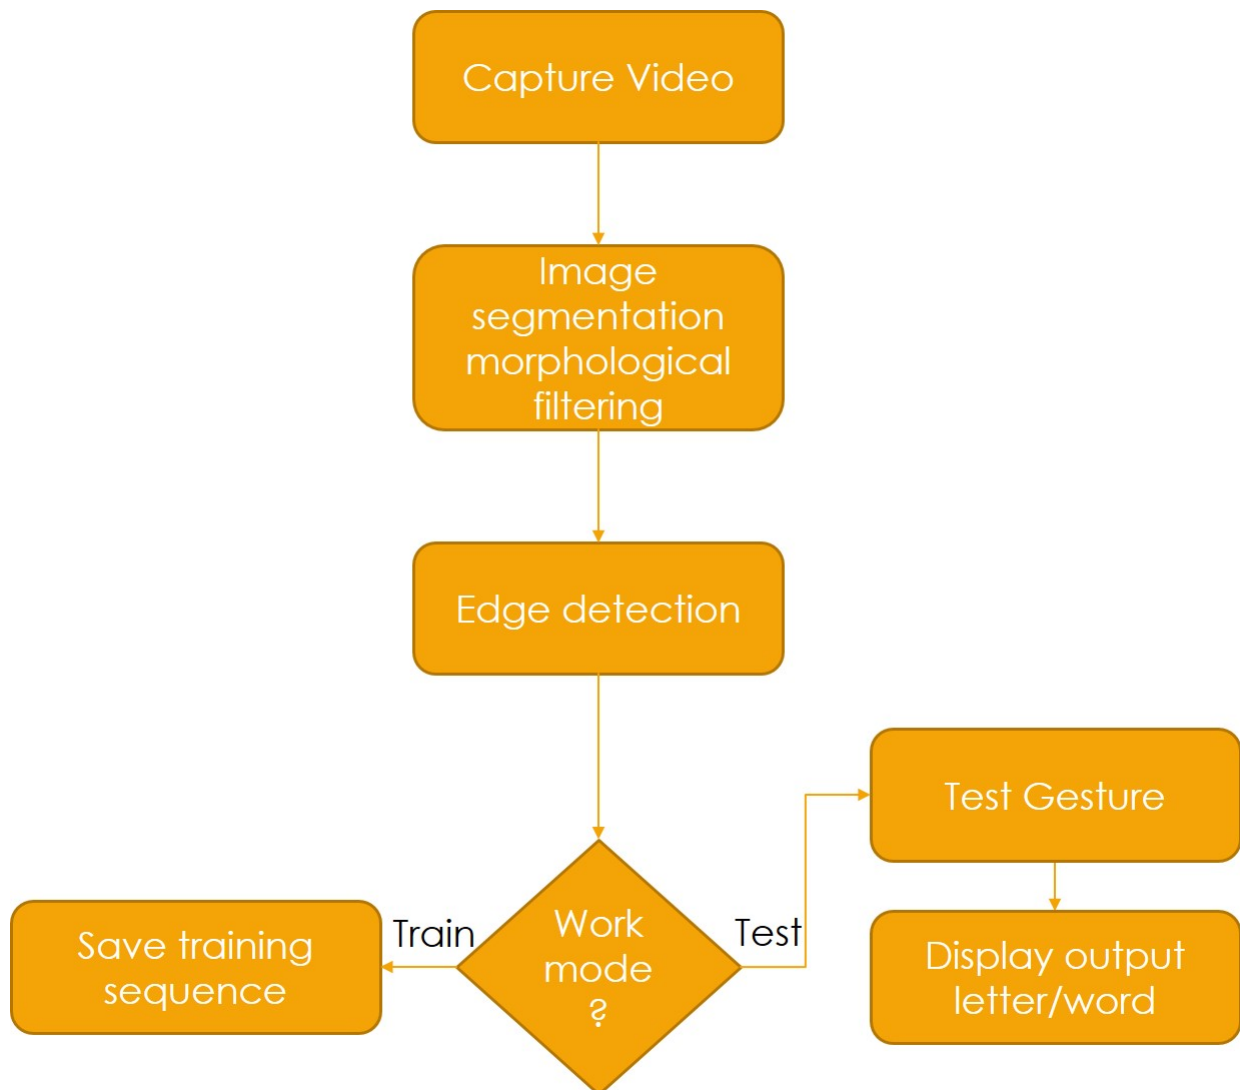 Capture Video
Image
segmentation
morphological
filtering
Edge detection
Work
mode
?
Train
Save training
sequence
Test
Test Gesture
Display output
letter/word